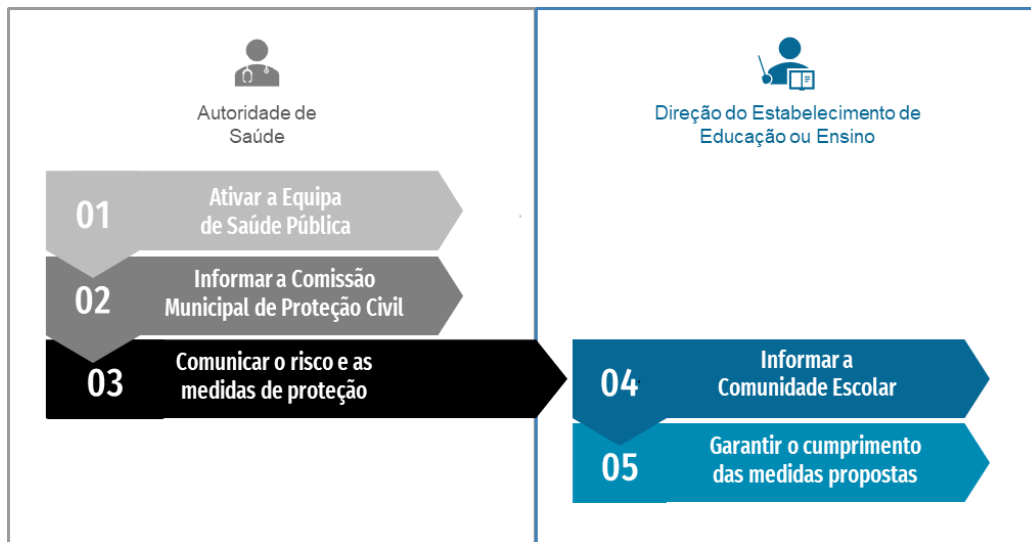 Autoridade de
Saúde
01
Ativar a Equipa
de Saúde Pública
02
Informar a Comissão
Municipal de Proteção Civil
03
Comunicar o risco e as
medidas de proteção
Direção do Estabelecimento de
Educação ou Ensino
04
Informar a
Comunidade Escolar
05
Garantir o cumprimento
das medidas propostas